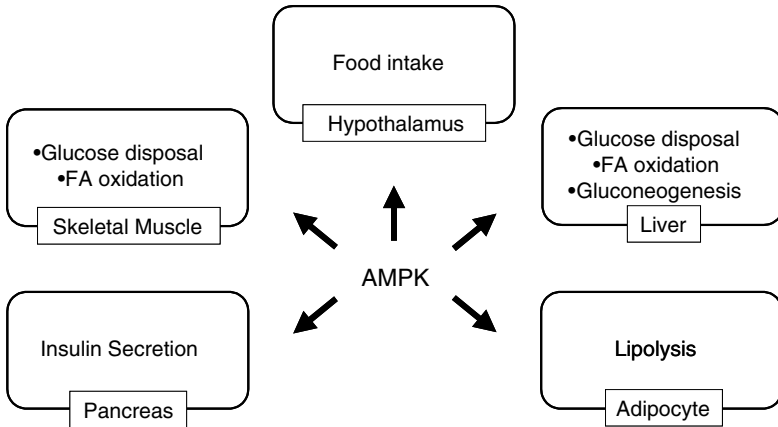 Food intake
Hypothalamus
•Glucose disposal
•FA oxidation
Skeletal Muscle
•Glucose disposal
•FA oxidation
•Gluconeogenesis
Liver
AMPK
Insulin Secretion
Pancreas
Lipolysis
Adipocyte